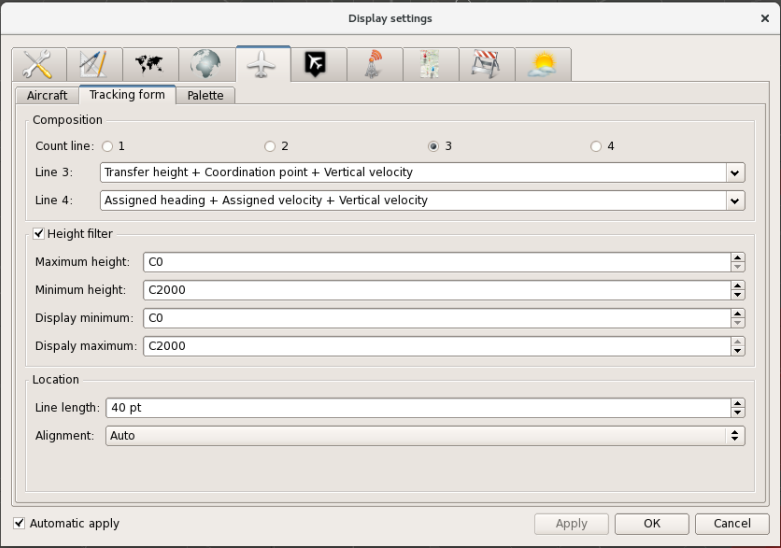 Display settings
Aircraft Tracking form Palette
Composition
Count line: 1 2 3 4
Line 3: Transfer height + Coordination point + Vertical velocity
Line 4: Assigned heading + Assigned velocity + Vertical velocity
Height filter
Maximum height: C0
Minimum height: C2000
Display minimum: C0
Dispaly maximum: C2000
Location
Line length: 40 pt
Alignment: Auto
Automatic apply Apply OK Cancel